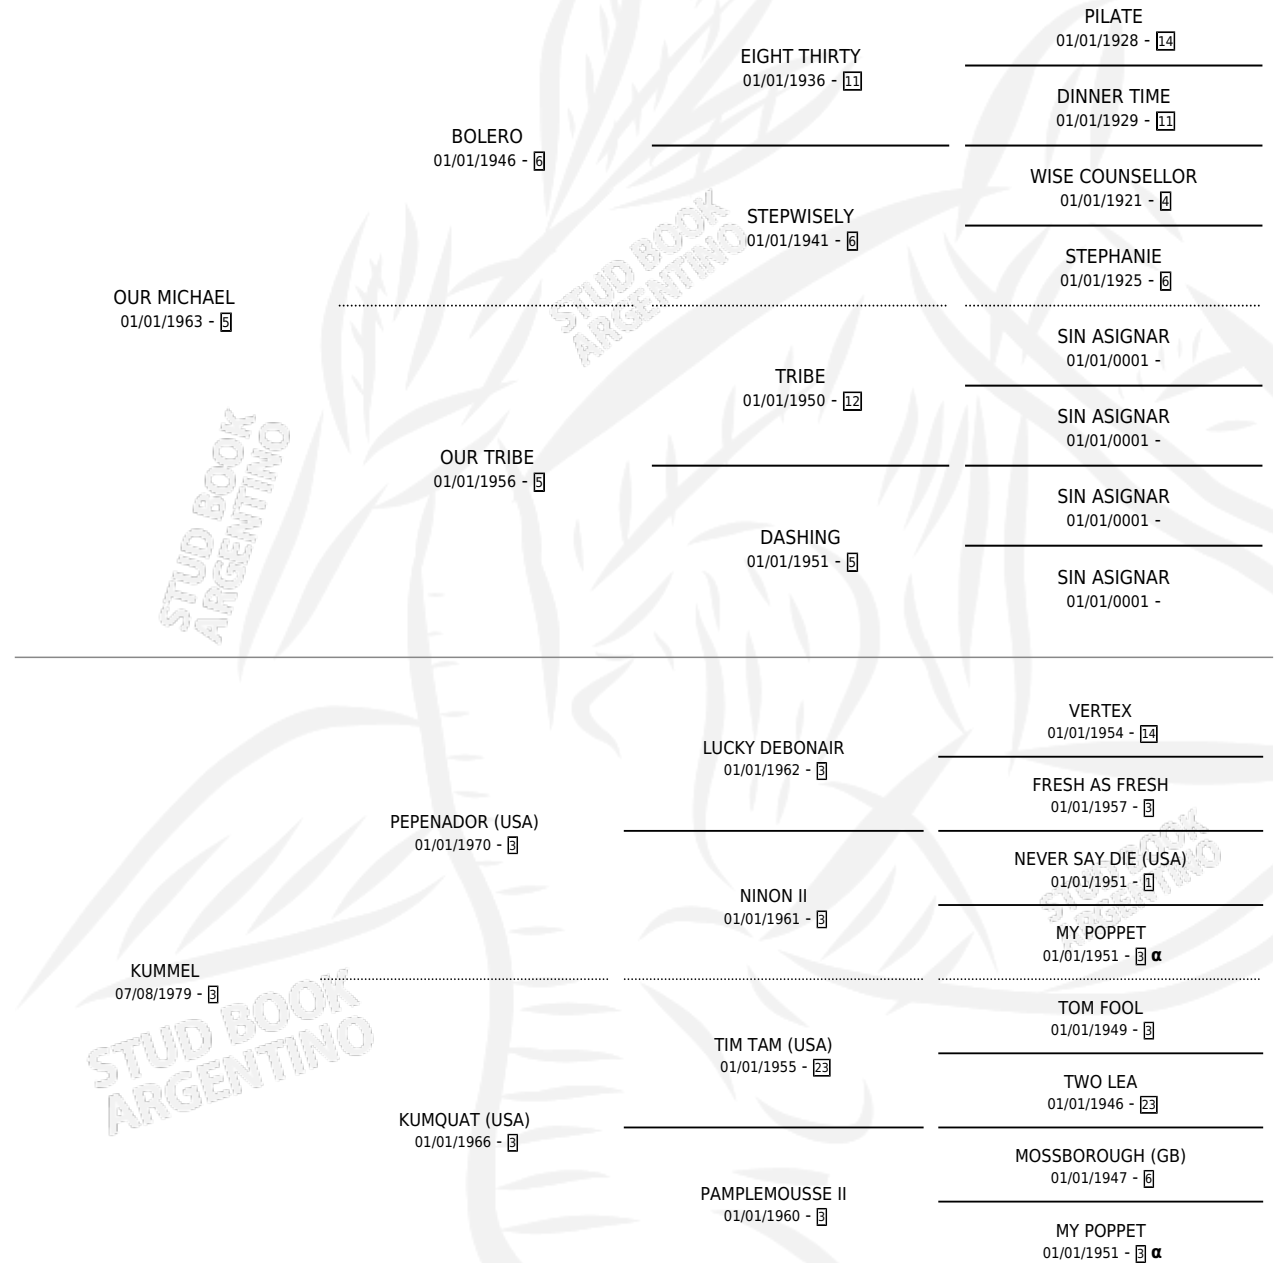 PILATE
01/01/1928 - 14
EIGHT THIRTY
01/01/1936 - 11
DINNER TIME
01/01/1929 - 11
BOLERO
01/01/1946 - 6
WISE COUNSELLOR
01/01/1921 - 4
STEPWISELY
01/01/1941 - 6
STEPHANIE
01/01/1925 - 6
OUR MICHAEL
01/01/1963 - 5
SIN ASIGNAR
01/01/0001 -
TRIBE
01/01/1950 - 12
SIN ASIGNAR
01/01/0001 -
OUR TRIBE
01/01/1956 - 5
SIN ASIGNAR
01/01/0001 -
DASHING
01/01/1951 - 5
SIN ASIGNAR
01/01/0001 -
VERTEX
01/01/1954 - 14
LUCKY DEBONAIR
01/01/1962 - 3
FRESH AS FRESH
01/01/1957 - 3
PEPENADOR (USA)
01/01/1970 - 3
NEVER SAY DIE (USA)
01/01/1951 - 1
NINON II
01/01/1961 - 3
MY POPPET
01/01/1951 - 3 α
KUMMEL
07/08/1979 - 3
TOM FOOL
01/01/1949 - 3
TIM TAM (USA)
01/01/1955 - 23
TWO LEA
01/01/1946 - 23
KUMQUAT (USA)
01/01/1966 - 3
MOSSBOROUGH (GB)
01/01/1947 - 6
PAMPLEMOUSSE II
01/01/1960 - 3
MY POPPET
01/01/1951 - 3 α
STUD BOOK
ARGENTINO
STUD BOOK
ARGENTINO
STUD BOOK
ARGENTINO
STUD BOOK
ARGENTINO